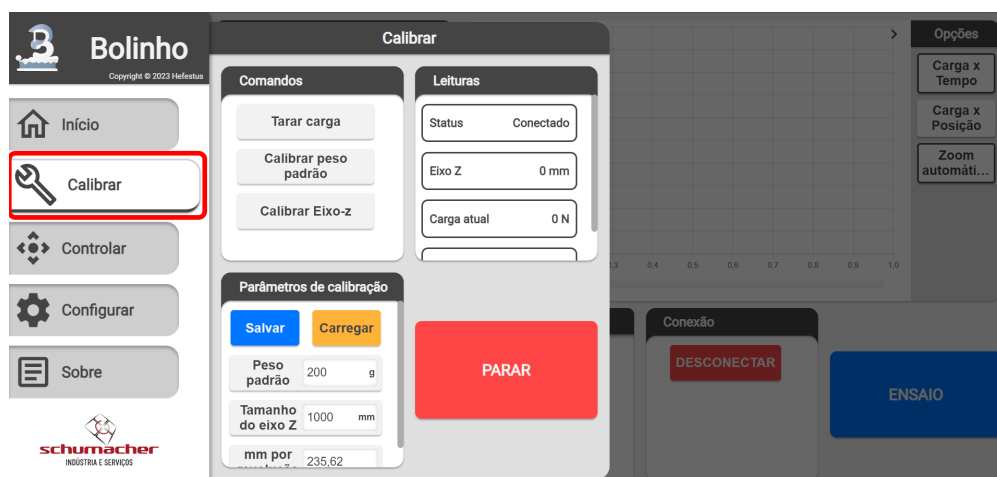 Bolinho
Copyright © 2023 Hefestus
Início
Calibrar
Controlar
Configurar
Sobre
schumacher
INDÚSTRIA E SERVIÇOS
Calibrar
Comandos
Tarar carga
Calibrar peso
padrão
Calibrar Eixo-z
Leituras
Status Conectado
Eixo Z 0 mm
Carga atual 0 N
Parâmetros de calibração
Salvar Carregar
Peso
padrão 200 g
Tamanho
do eixo Z 1000 mm
mm por
235,62
PARAR
0,4 0,5 0,6 0,7 0,8 0,9 1,0
Opções
Carga x
Tempo
Carga x
Posição
Zoom
automáti...
Conexão
DESCONECTAR
ENSAIO